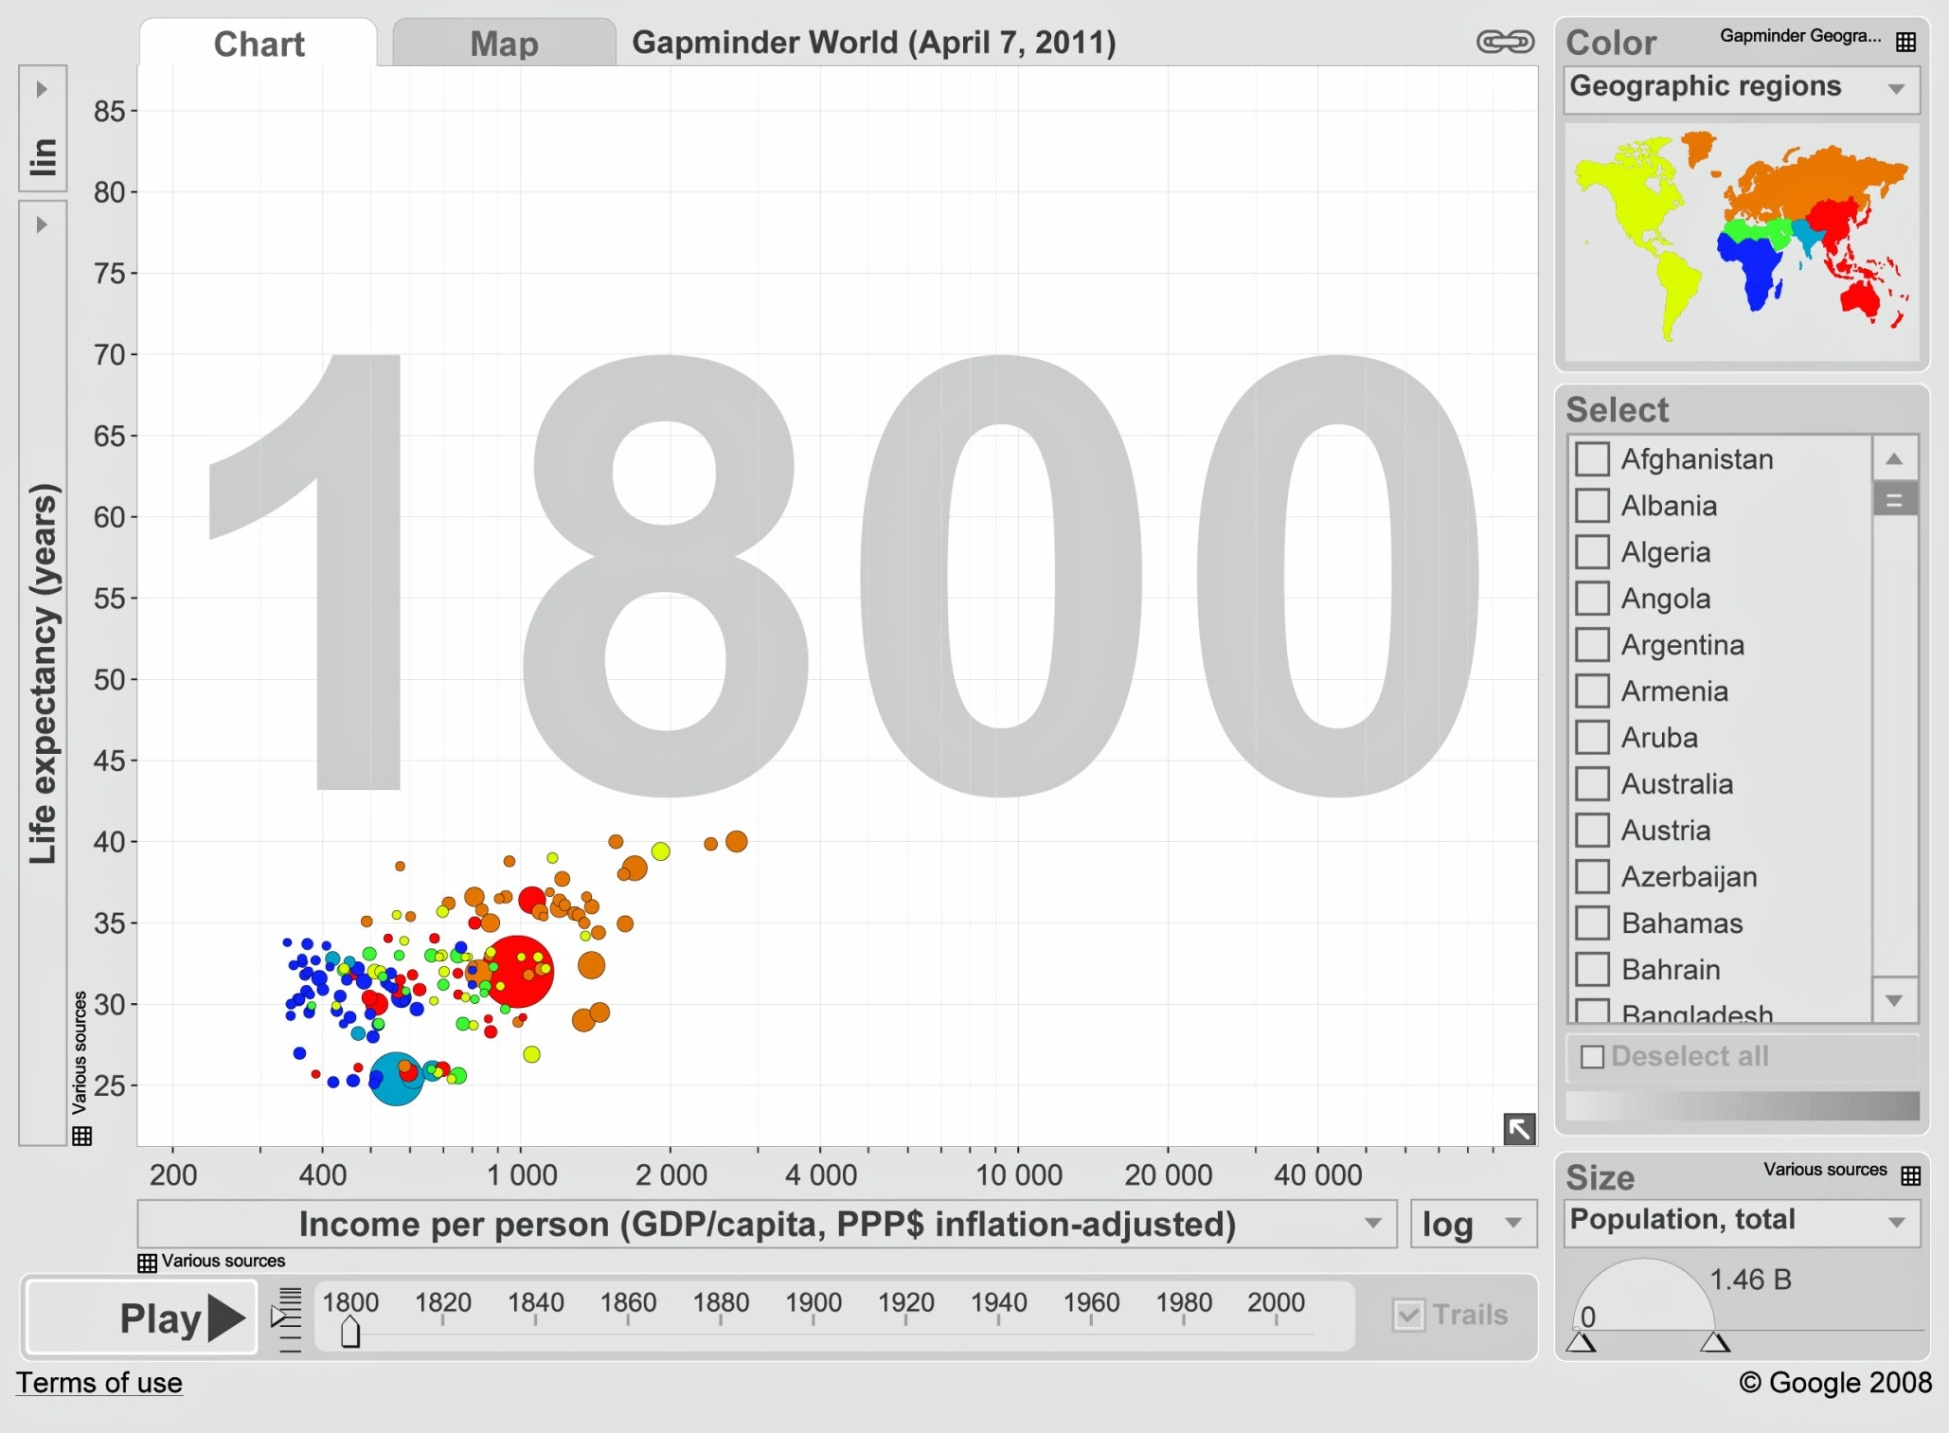 Chart
Map
Gapminder World (April 7, 2011)
lin
Life expectancy (years)
Various sources
85
80
75
70
65
60
55
50
45
40
35
30
25
1800
200
400
1 000
2 000
4 000
10 000
20 000
40 000
Income per person (GDP/capita, PPP$ inflation-adjusted)
log
Various sources
Play
1800
1820
1840
1860
1880
1900
1920
1940
1960
1980
2000
Trails
Terms of use
Color
Gapminder Geogra...
Geographic regions
Select
Afghanistan
Albania
Algeria
Angola
Argentina
Armenia
Aruba
Australia
Austria
Azerbaijan
Bahamas
Bahrain
Bangladesh
Deselect all
Size
Various sources
Population, total
1.46 B
0
© Google 2008